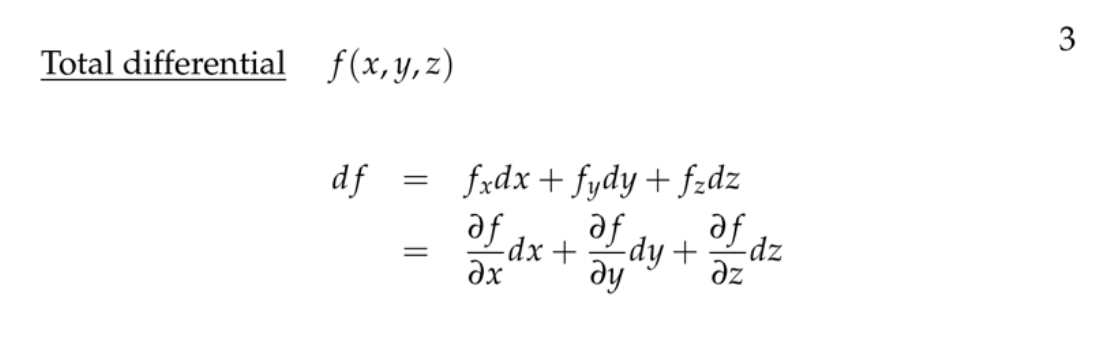 3
Total differential f(x,y,z)
df = f_x dx + f_y dy + f_z dz
= ∂f/∂x dx + ∂f/∂y dy + ∂f/∂z dz